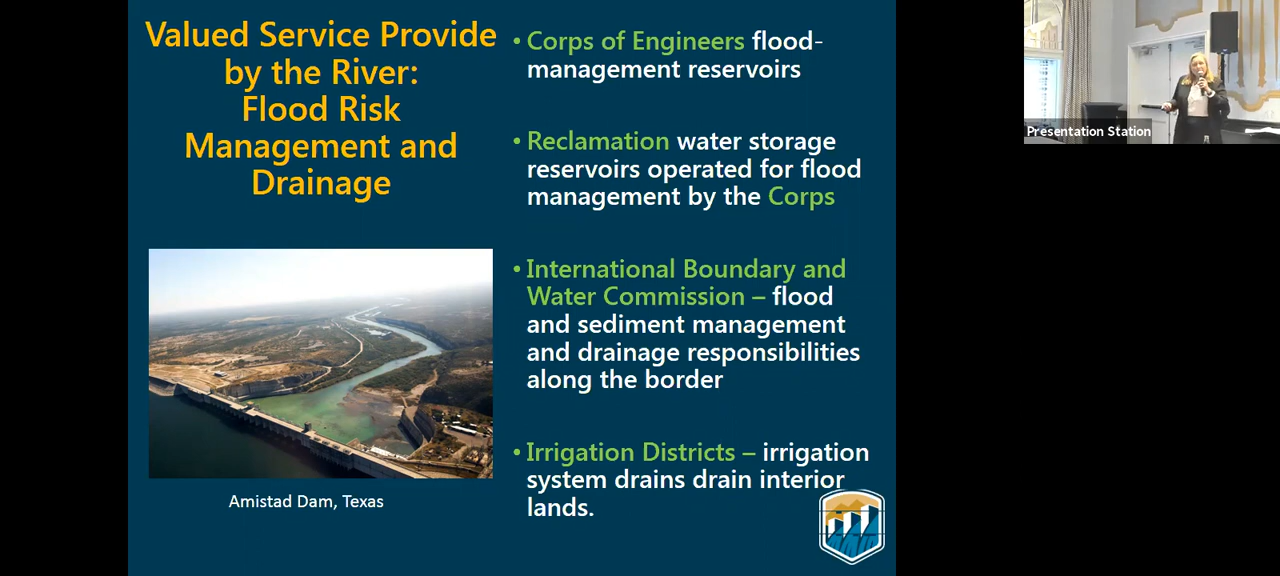 Valued Service Provide
by the River:
Flood Risk
Management and
Drainage
Amistad Dam, Texas
• Corps of Engineers flood-
management reservoirs
• Reclamation water storage
reservoirs operated for flood
management by the Corps
• International Boundary and
Water Commission – flood
and sediment management
and drainage responsibilities
along the border
• Irrigation Districts – irrigation
system drains drain interior
lands.
Presentation Station